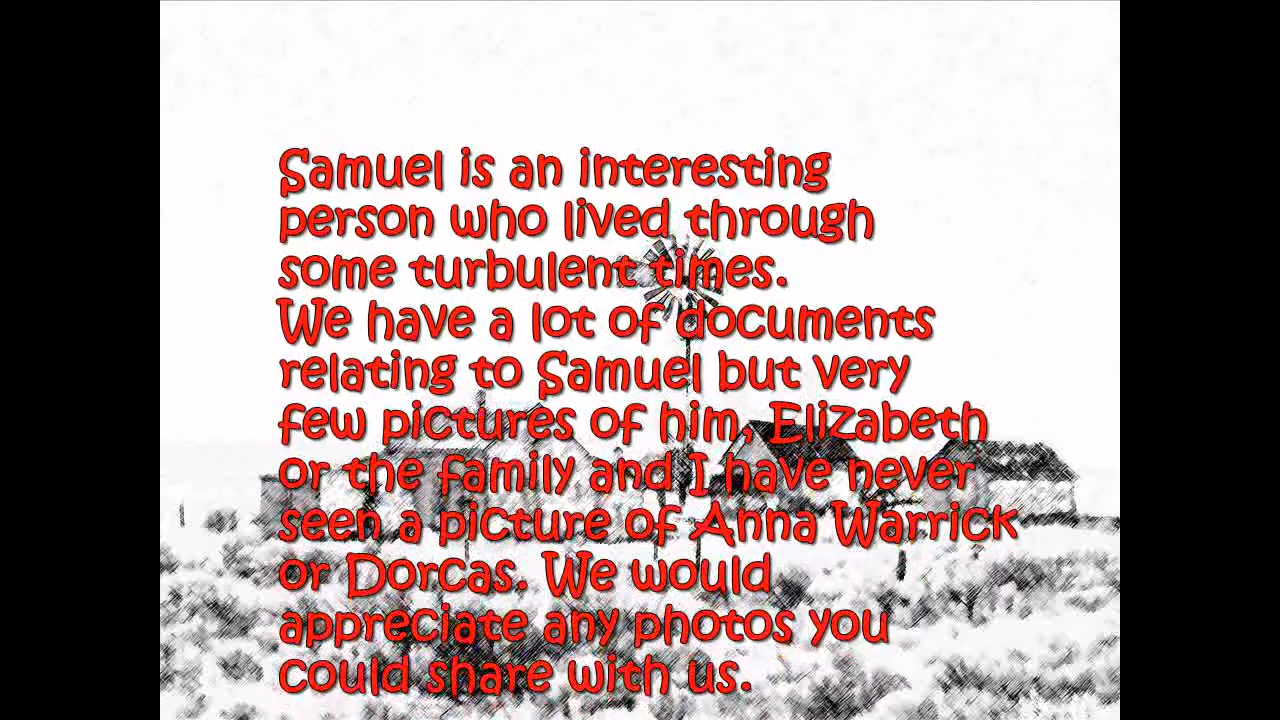 Samuel is an interesting
person who lived through
some turbulent times.
We have a lot of documents
relating to Samuel but very
few pictures of him, Elizabeth
or the family and I have never
seen a picture of Anna Warrick
or Dorcas. We would
appreciate any photos you
could share with us.